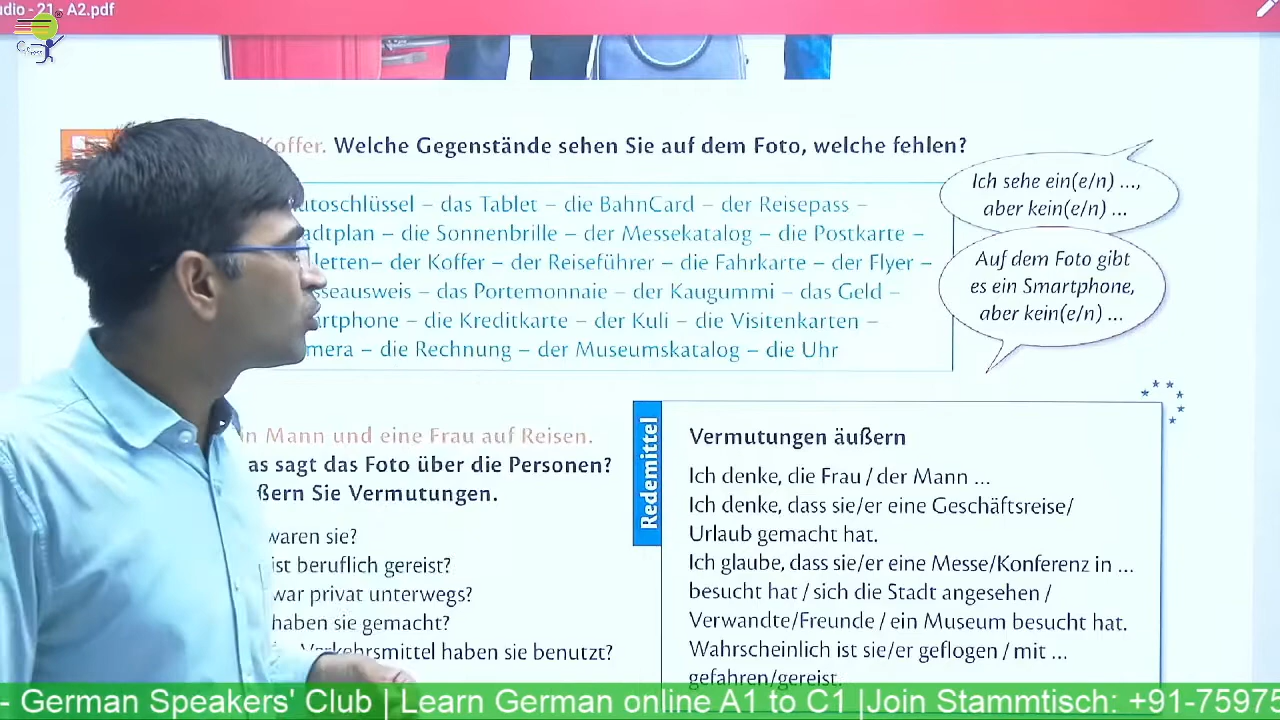 udio - 21 - A2.pdf
Koffer. Welche Gegenstände sehen Sie auf dem Foto, welche fehlen?
Ich sehe ein(e/n) ...,
aber kein(e/n) ...
utoschlüssel – das Tablet – die BahnCard – der Reisepass –
adtplan – die Sonnenbrille – der Messekatalog – die Postkarte –
letten– der Koffer – der Reiseführer – die Fahrkarte – der Flyer –
sseausweis – das Portemonnaie – der Kaugummi – das Geld –
artphone – die Kreditkarte – der Kuli – die Visitenkarten –
mera – die Rechnung – der Museumskatalog – die Uhr
Auf dem Foto gibt
es ein Smartphone,
aber kein(e/n) ...
in Mann und eine Frau auf Reisen.
as sagt das Foto über die Personen?
ßern Sie Vermutungen.
waren sie?
ist beruflich gereist?
war privat unterwegs?
haben sie gemacht?
Verkehrsmittel haben sie benutzt?
Redemittel
Vermutungen äußern
Ich denke, die Frau / der Mann ...
Ich denke, dass sie/er eine Geschäftsreise/
Urlaub gemacht hat.
Ich glaube, dass sie/er eine Messe/Konferenz in ...
besucht hat / sich die Stadt angesehen /
Verwandte/Freunde / ein Museum besucht hat.
Wahrscheinlich ist sie/er geflogen / mit ...
gefahren/gereist.
- German Speakers' Club | Learn German online A1 to C1 |Join Stammtisch: +91-75975